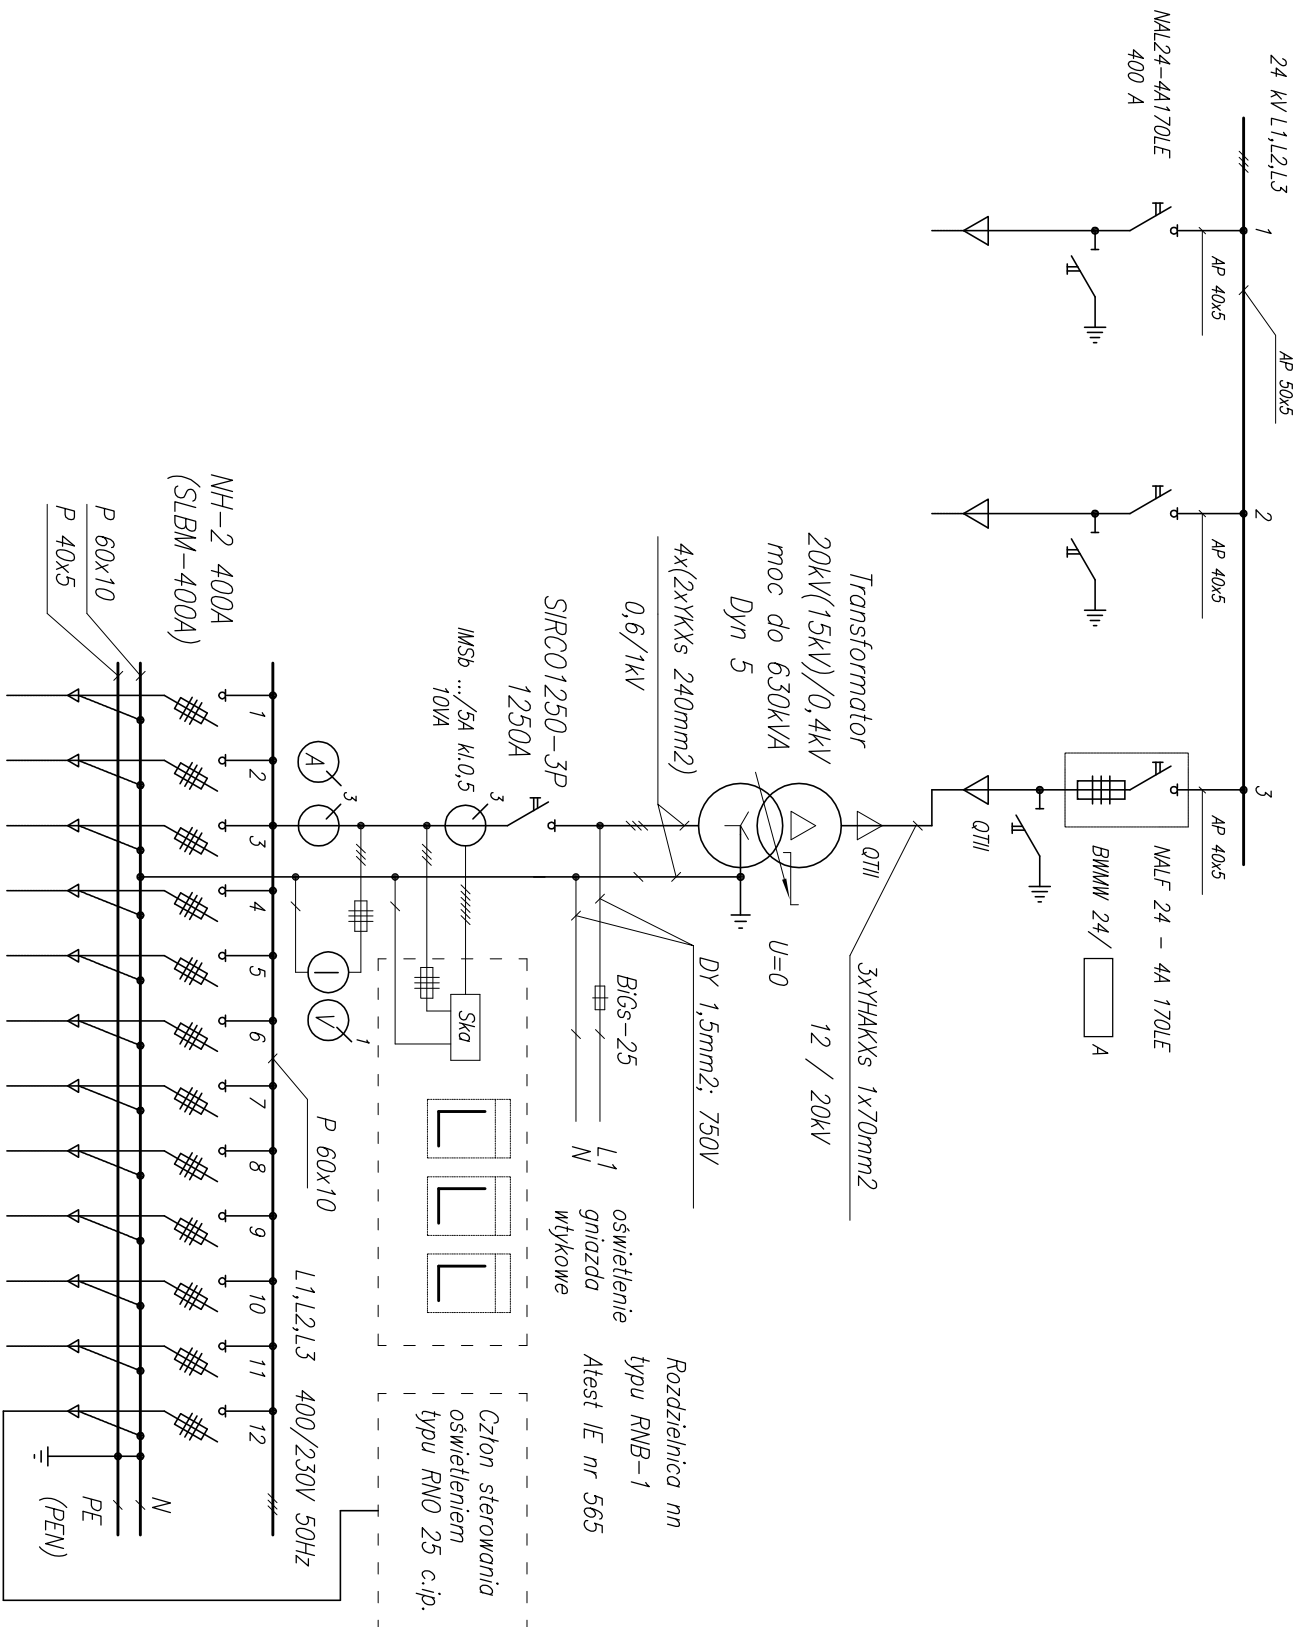 24 kV L1,L2,L3
1
2
3
AP 50x5
NAL24-4A170LE
400 A
AP 40x5
AP 40x5
AP 40x5
NALF 24 - 4A 170LE
BWMW 24/ A
QTII
QTII
3xYHAKXs 1x70mm2
12 / 20kV
Transformator
20kV(15kV)/0,4kV
moc do 630kVA
Dyn 5
U=0
4x(2xYKXs 240mm2)
0,6/1kV
DY 1,5mm2; 750V
BiGs-25
L1
N
oświetlenie
gniazda
wtykowe
SIRCO1250-3P
1250A
IMSb .../5A kl.0,5
10VA
3
Ska
Rozdzielnica nn
typu RNB-1
Atest IE nr 565
Człon sterowania
oświetleniem
typu RNO 25 c.ip.
A
3
V
1
P 60x10
L1,L2,L3 400/230V 50Hz
1
2
3
4
5
6
7
8
9
10
11
12
NH-2 400A
(SLBM-400A)
P 60x10
P 40x5
N
PE
(PEN)